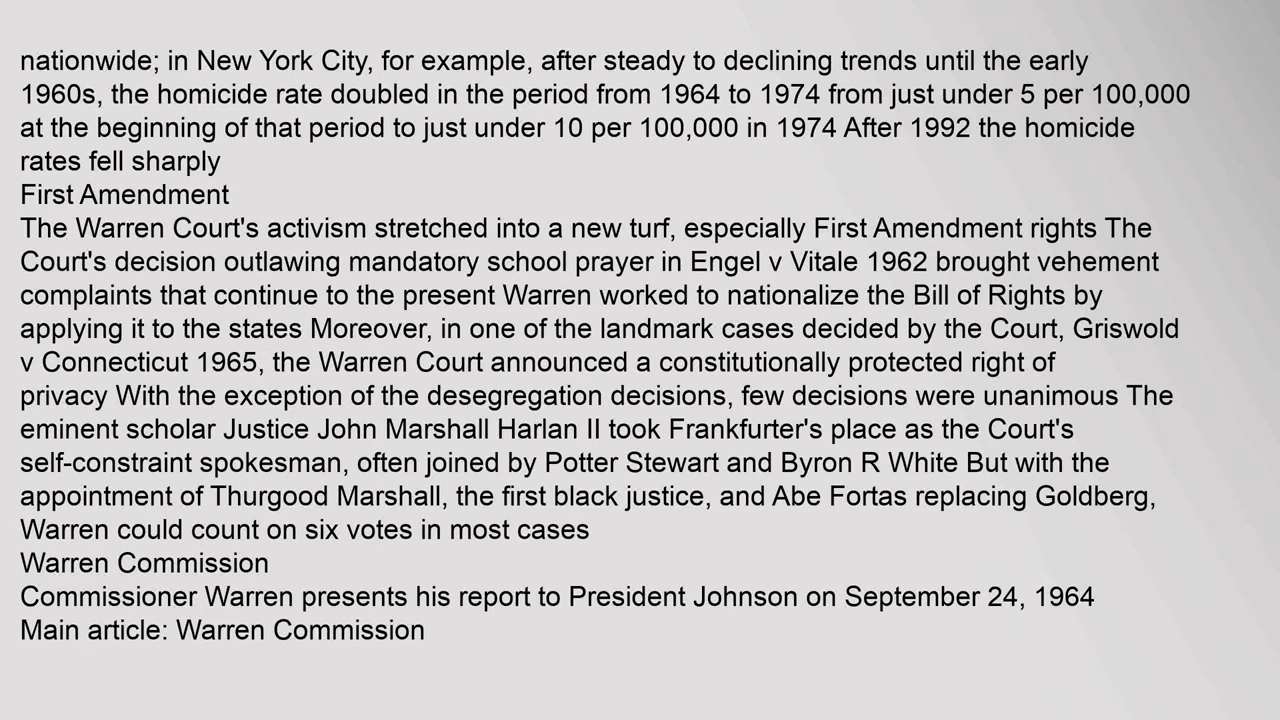 nationwide; in New York City, for example, after steady to declining trends until the early
1960s, the homicide rate doubled in the period from 1964 to 1974 from just under 5 per 100,000
at the beginning of that period to just under 10 per 100,000 in 1974 After 1992 the homicide
rates fell sharply
First Amendment
The Warren Court's activism stretched into a new turf, especially First Amendment rights The
Court's decision outlawing mandatory school prayer in Engel v Vitale 1962 brought vehement
complaints that continue to the present Warren worked to nationalize the Bill of Rights by
applying it to the states Moreover, in one of the landmark cases decided by the Court, Griswold
v Connecticut 1965, the Warren Court announced a constitutionally protected right of
privacy With the exception of the desegregation decisions, few decisions were unanimous The
eminent scholar Justice John Marshall Harlan II took Frankfurter's place as the Court's
self-constraint spokesman, often joined by Potter Stewart and Byron R White But with the
appointment of Thurgood Marshall, the first black justice, and Abe Fortas replacing Goldberg,
Warren could count on six votes in most cases
Warren Commission
Commissioner Warren presents his report to President Johnson on September 24, 1964
Main article: Warren Commission